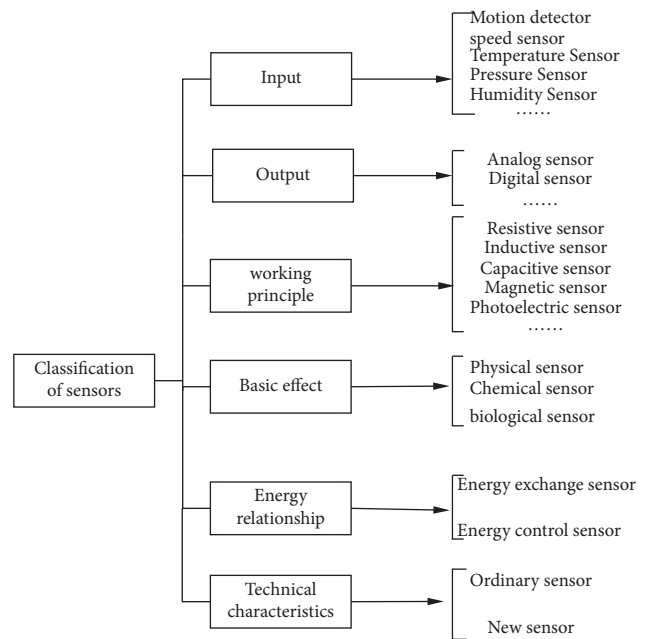 Classification
of sensors
Input
Motion detector
speed sensor
Temperature Sensor
Pressure Sensor
Humidity Sensor
......
Output
Analog sensor
Digital sensor
......
working
principle
Resistive sensor
Inductive sensor
Capacitive sensor
Magnetic sensor
Photoelectric sensor
......
Basic effect
Physical sensor
Chemical sensor
biological sensor
Energy
relationship
Energy exchange sensor
Energy control sensor
Technical
characteristics
Ordinary sensor
New sensor